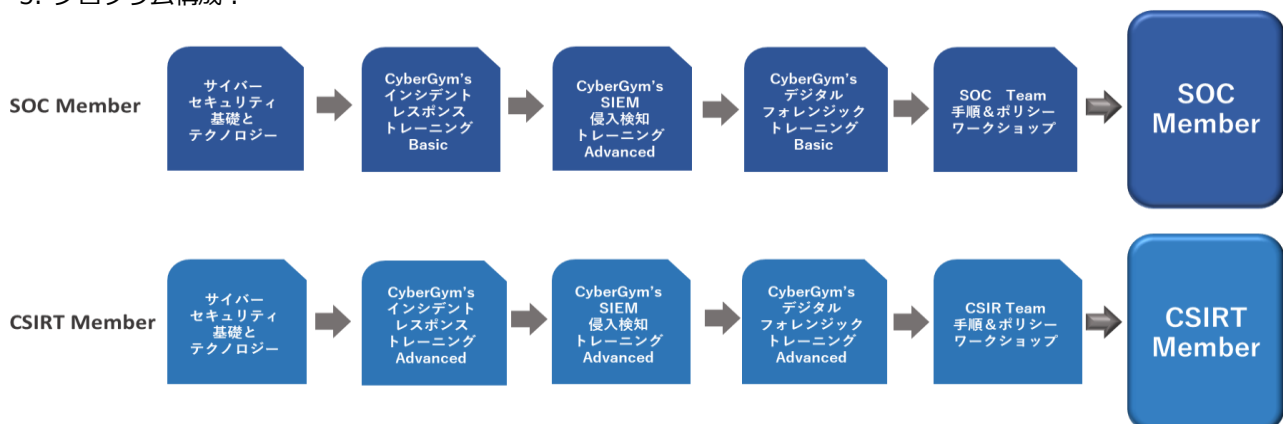 3. プログラム構成：
SOC Member
サイバー
セキュリティ
基礎と
テクノロジー
CyberGym's
インシデント
レスポンス
トレーニング
Basic
CyberGym's
SIEM
侵入検知
トレーニング
Advanced
CyberGym's
デジタル
フォレンジック
トレーニング
Basic
SOC　Team
手順＆ポリシー
ワークショップ
SOC
Member
CSIRT Member
サイバー
セキュリティ
基礎と
テクノロジー
CyberGym's
インシデント
レスポンス
トレーニング
Advanced
CyberGym's
SIEM
侵入検知
トレーニング
Advanced
CyberGym's
デジタル
フォレンジック
トレーニング
Advanced
CSIR Team
手順＆ポリシー
ワークショップ
CSIRT
Member